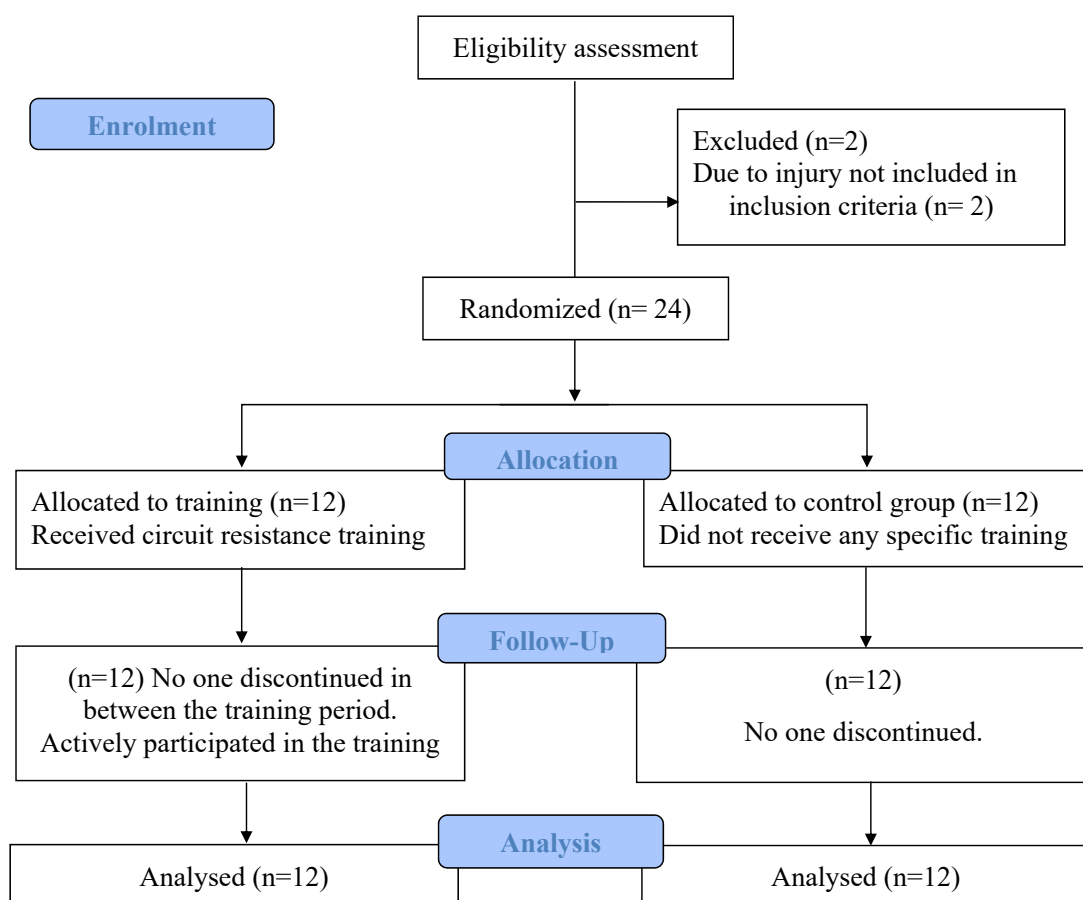 Eligibility assessment
Enrolment
Excluded (n=2)
Due to injury not included in
inclusion criteria (n= 2)
Randomized (n= 24)
Allocation
Allocated to training (n=12)
Received circuit resistance training
Allocated to control group (n=12)
Did not receive any specific training
Follow-Up
(n=12) No one discontinued in
between the training period.
Actively participated in the training
(n=12)
No one discontinued.
Analysis
Analysed (n=12)
Analysed (n=12)